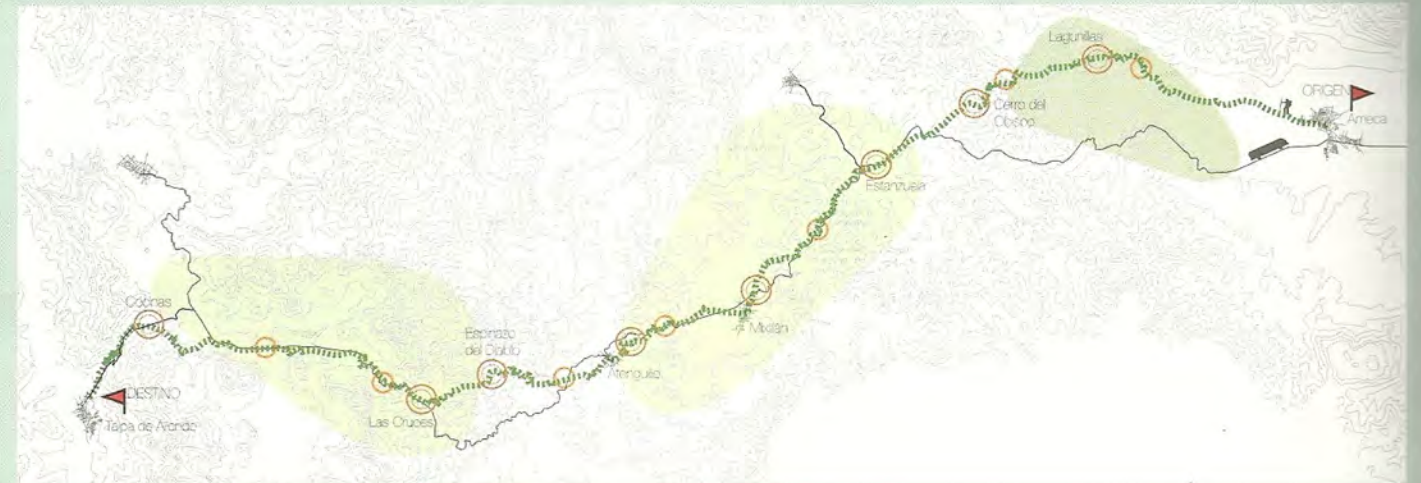 Lagunillas
ORIGEN
Ameca
Cerro del
Obispo
Estanzuela
Mixtlán
Atenguillo
Espinazo
del Diablo
Las Cruces
Cocinas
DESTINO
Talpa de Allende